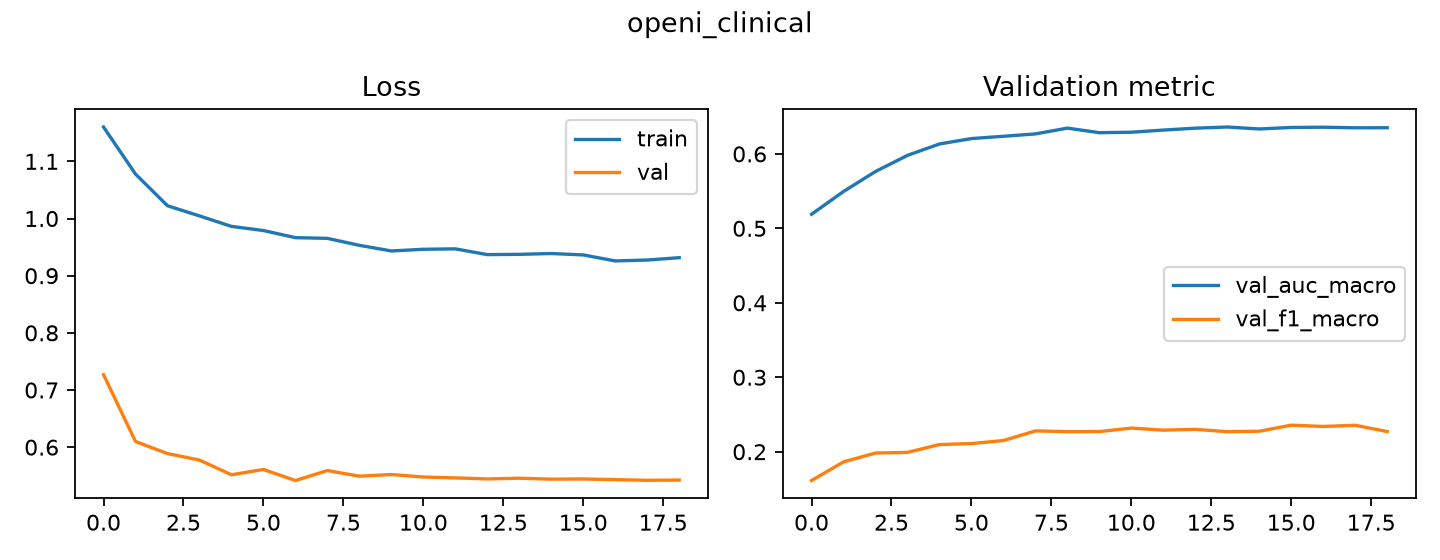 openi_clinical
Loss
train
val
1.1
1.0
0.9
0.8
0.7
0.6
0.0 2.5 5.0 7.5 10.0 12.5 15.0 17.5
Validation metric
val_auc_macro
val_f1_macro
0.6
0.5
0.4
0.3
0.2
0.0 2.5 5.0 7.5 10.0 12.5 15.0 17.5